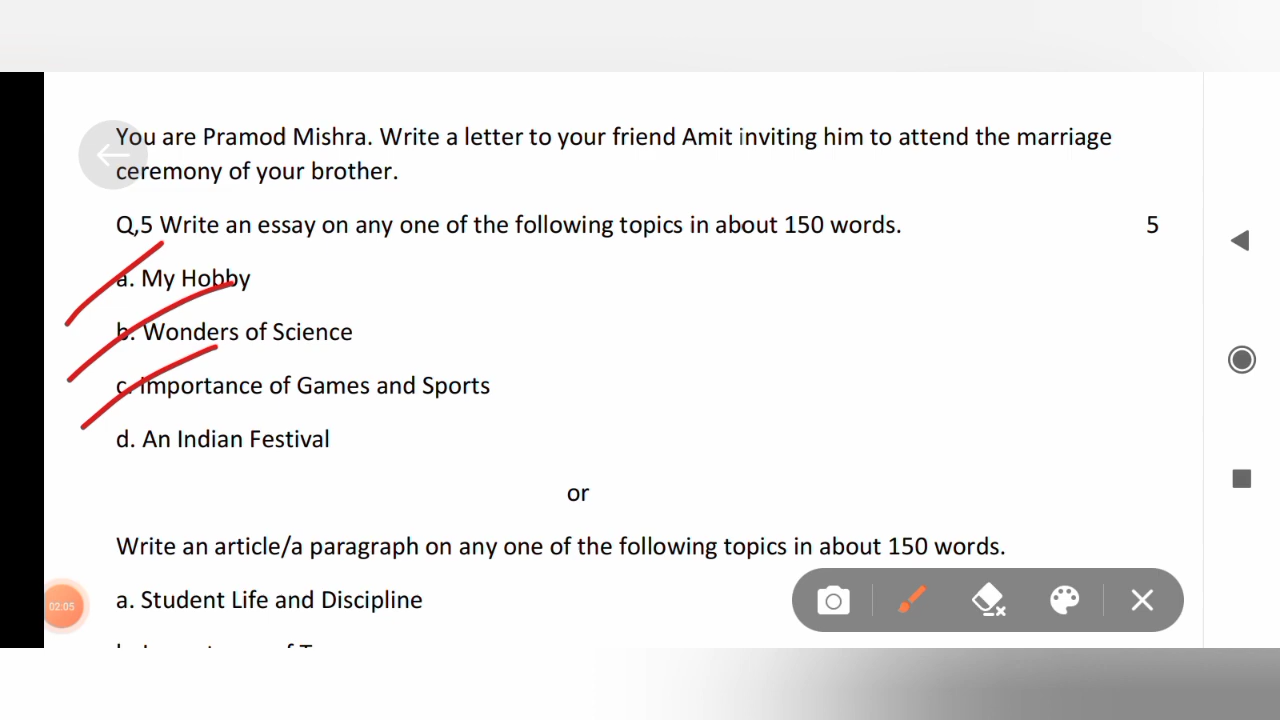 You are Pramod Mishra. Write a letter to your friend Amit inviting him to attend the marriage
ceremony of your brother.
Q,5 Write an essay on any one of the following topics in about 150 words. 5
a. My Hobby
b. Wonders of Science
c. Importance of Games and Sports
d. An Indian Festival
or
Write an article/a paragraph on any one of the following topics in about 150 words.
02:05
a. Student Life and Discipline